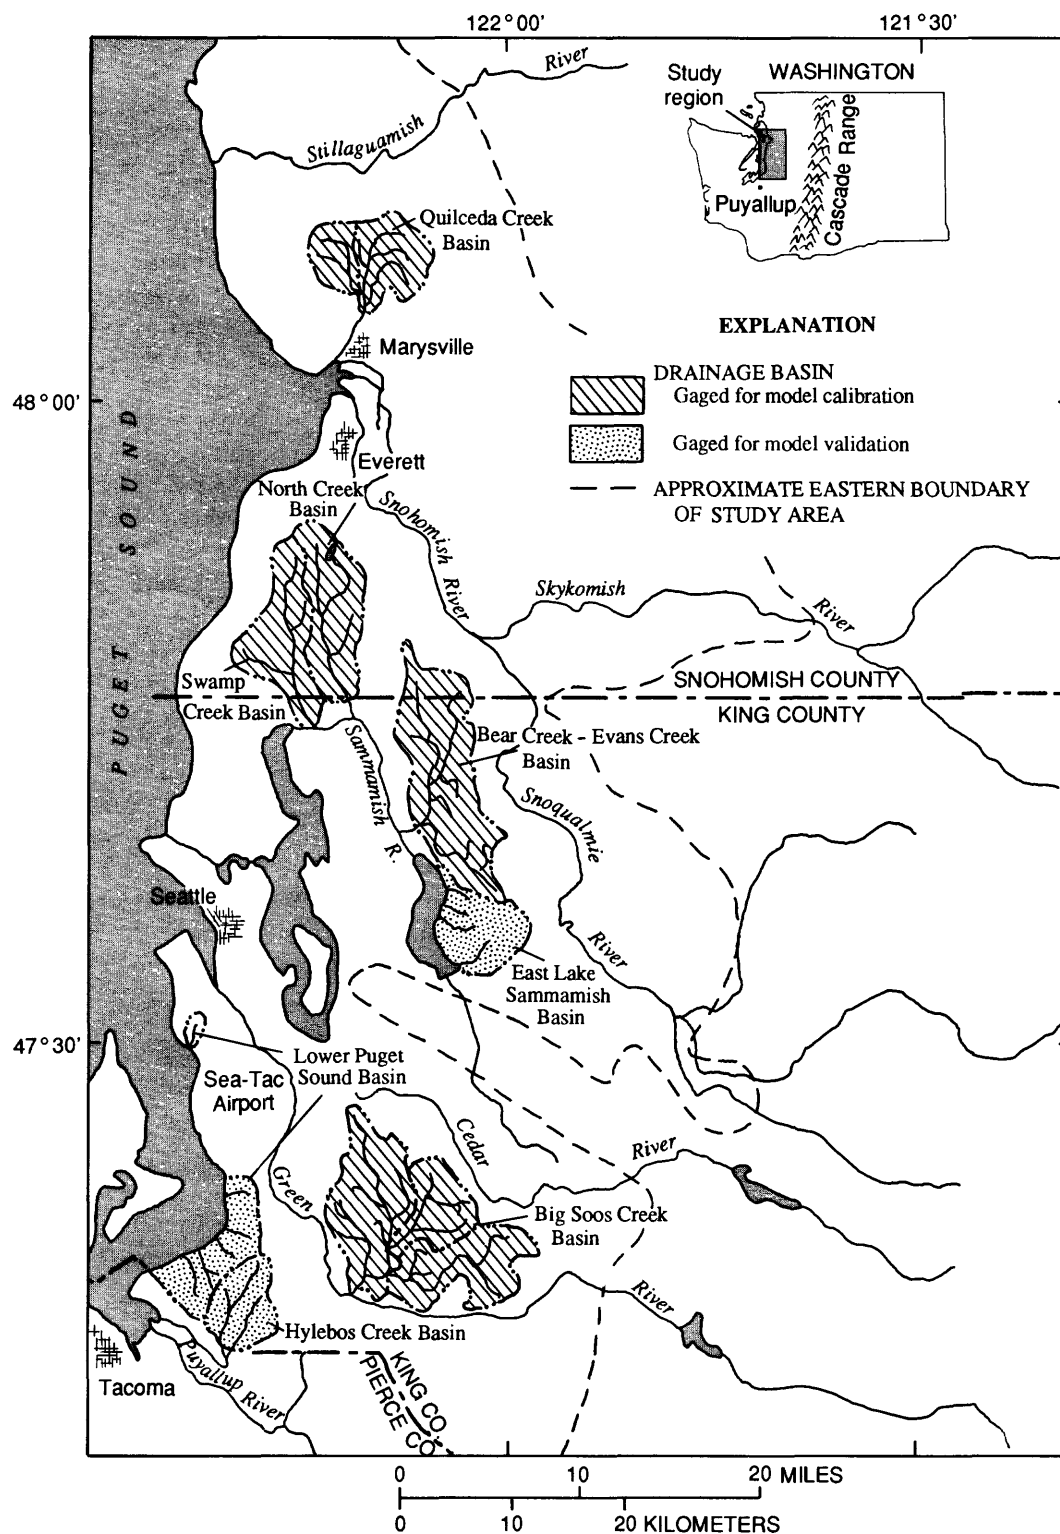 122°00'
121°30'
River
Stillaguamish
Study
region
WASHINGTON
Cascade Range
Puyallup
Quilceda Creek
Basin
Marysville
EXPLANATION
DRAINAGE BASIN
Gaged for model calibration
Gaged for model validation
APPROXIMATE EASTERN BOUNDARY
OF STUDY AREA
48°00'
PUGET SOUND
Everett
North Creek
Basin
Snohomish River
Skykomish
River
Swamp
Creek Basin
SNOHOMISH COUNTY
KING COUNTY
Sammamish R.
Bear Creek - Evans Creek
Basin
Snoqualmie
River
Seattle
East Lake
Sammamish
Basin
47°30'
Lower Puget
Sound Basin
Sea-Tac
Airport
Cedar
River
Green
River
Big Soos Creek
Basin
Hylebos Creek Basin
Puyallup River
Tacoma
KING CO
PIERCE CO.
0 10 20 MILES
0 10 20 KILOMETERS